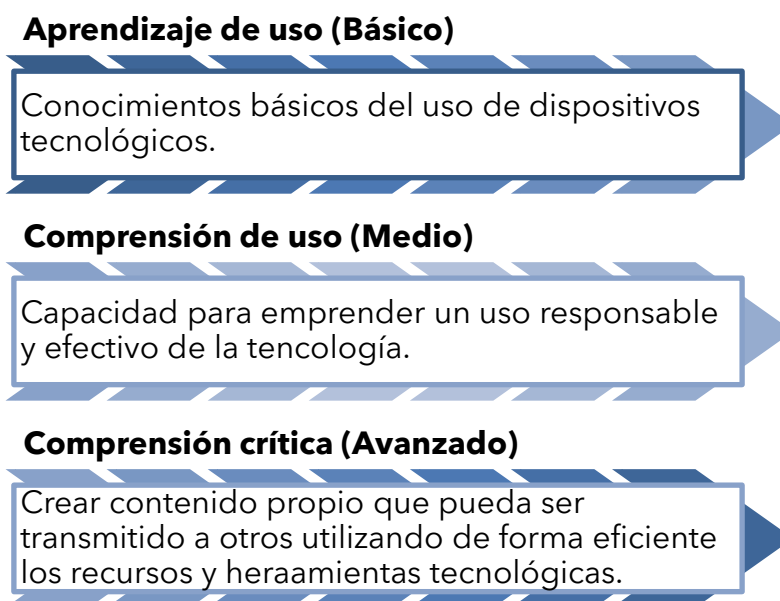 Aprendizaje de uso (Básico)
Conocimientos básicos del uso de dispositivos
tecnológicos.
Comprensión de uso (Medio)
Capacidad para emprender un uso responsable
y efectivo de la tencología.
Comprensión crítica (Avanzado)
Crear contenido propio que pueda ser
transmitido a otros utilizando de forma eficiente
los recursos y heraamientas tecnológicas.